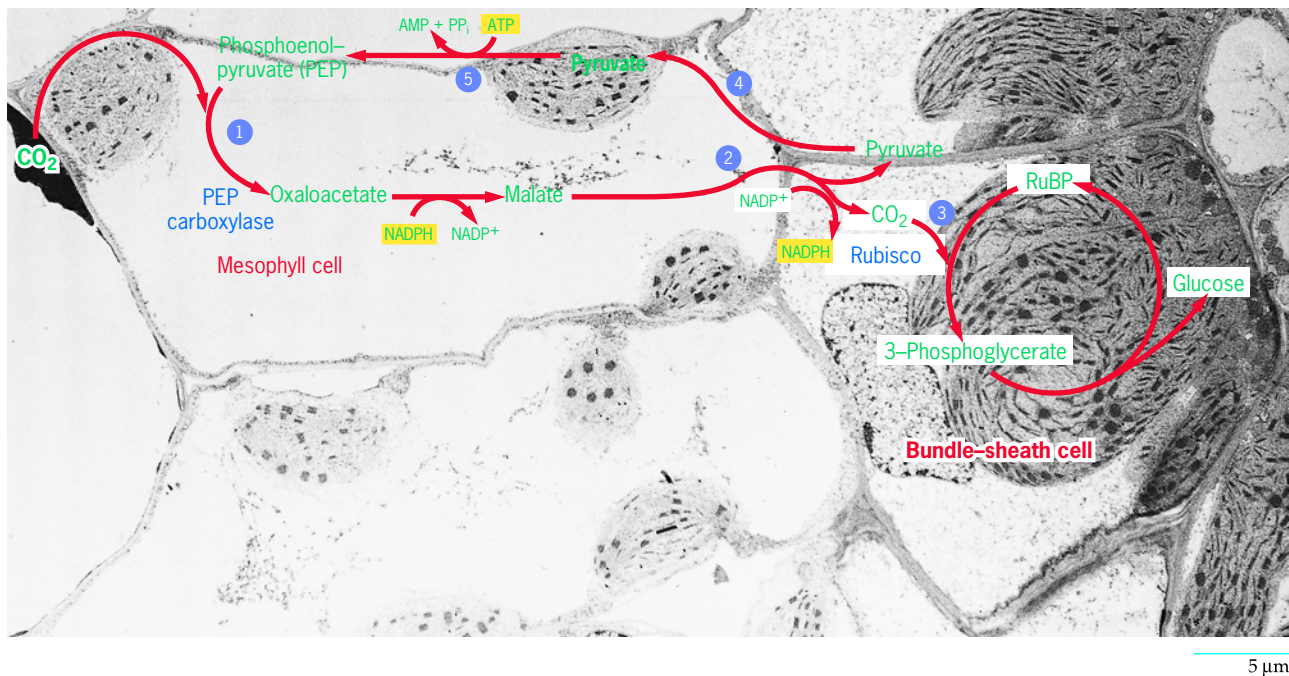 AMP + PPi ATP
Phosphoenol–
pyruvate (PEP)
Pyruvate
5
4
1
CO2
2
Pyruvate
PEP
carboxylase
Oxaloacetate
Malate
NADPH
NADP+
NADP+
NADPH
CO2
3
RuBP
Rubisco
Mesophyll cell
Glucose
3–Phosphoglycerate
Bundle–sheath cell
5 µm